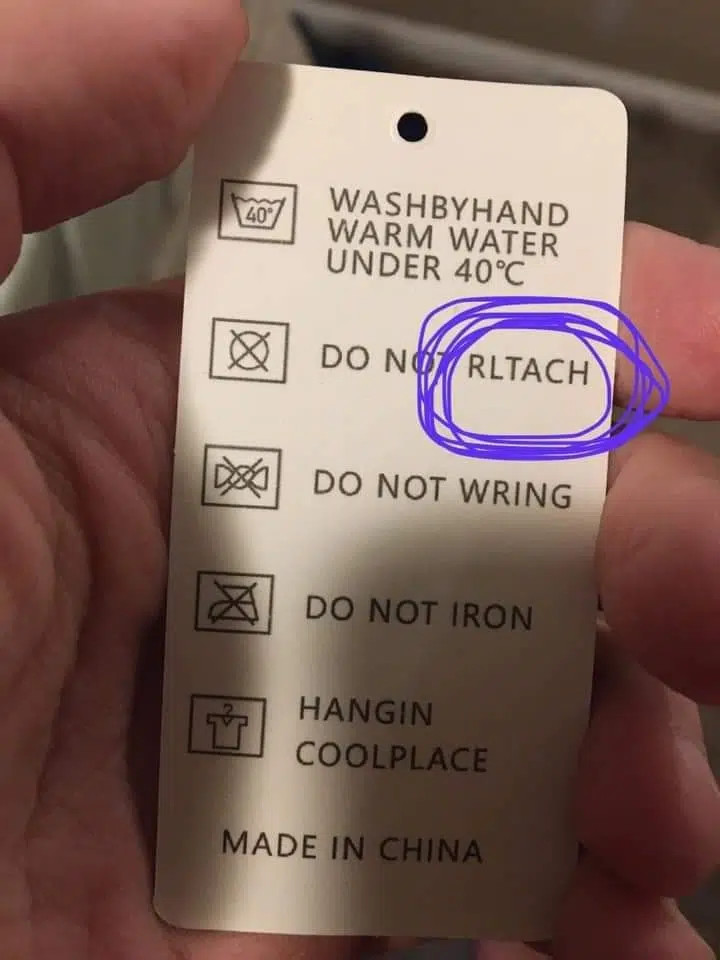 40°
WASHBYHAND
WARM WATER
UNDER 40℃
DO NOT RLTACH
DO NOT WRING
DO NOT IRON
HANGIN
COOLPLACE
MADE IN CHINA